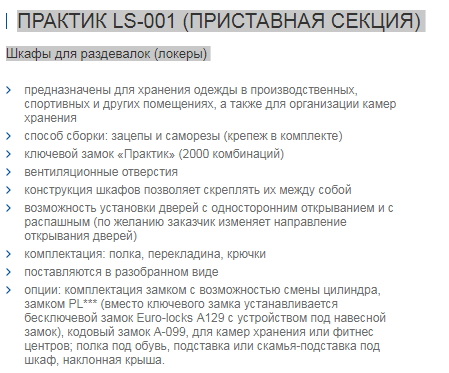 ПРАКТИК LS-001 (ПРИСТАВНАЯ СЕКЦИЯ)
Шкафы для раздевалок (локеры)
предназначены для хранения одежды в производственных,
спортивных и других помещениях, а также для организации камер
хранения
способ сборки: зацепы и саморезы (крепеж в комплекте)
ключевой замок «Практик» (2000 комбинаций)
вентиляционные отверстия
конструкция шкафов позволяет скреплять их между собой
возможность установки дверей с односторонним открыванием и с
распашным (по желанию заказчик изменяет направление
открывания дверей)
комплектация: полка, перекладина, крючки
поставляются в разобранном виде
опции: комплектация замком с возможностью смены цилиндра,
замком PL*** (вместо ключевого замка устанавливается
бесключевой замок Euro-locks A129 с устройством под навесной
замок), кодовый замок A-099, для камер хранения или фитнес
центров; полка под обувь, подставка или скамья-подставка под
шкаф, наклонная крыша.